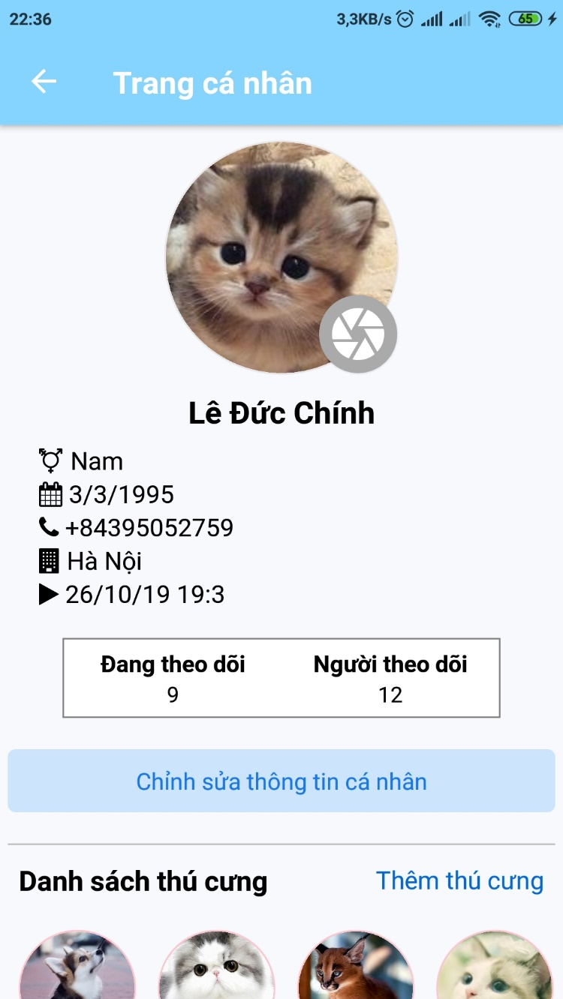 22:36
3,3KB/s
65
Trang cá nhân
Lê Đức Chính
Nam
3/3/1995
+84395052759
Hà Nội
26/10/19 19:3
Đang theo dõi Người theo dõi
9 12
Chỉnh sửa thông tin cá nhân
Danh sách thú cưng Thêm thú cưng